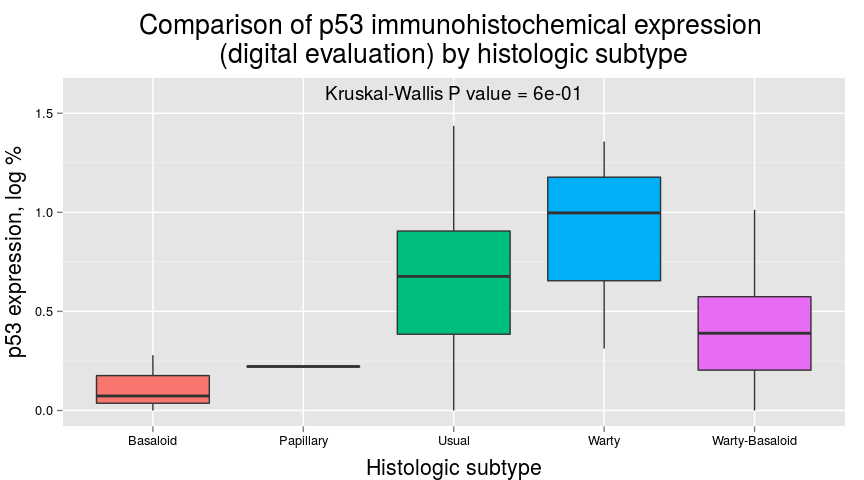 Comparison of p53 immunohistochemical expression
(digital evaluation) by histologic subtype
Kruskal-Wallis P value = 6e-01
p53 expression, log %
1.5
1.0
0.5
0.0
Basaloid Papillary Usual Warty Warty-Basaloid
Histologic subtype